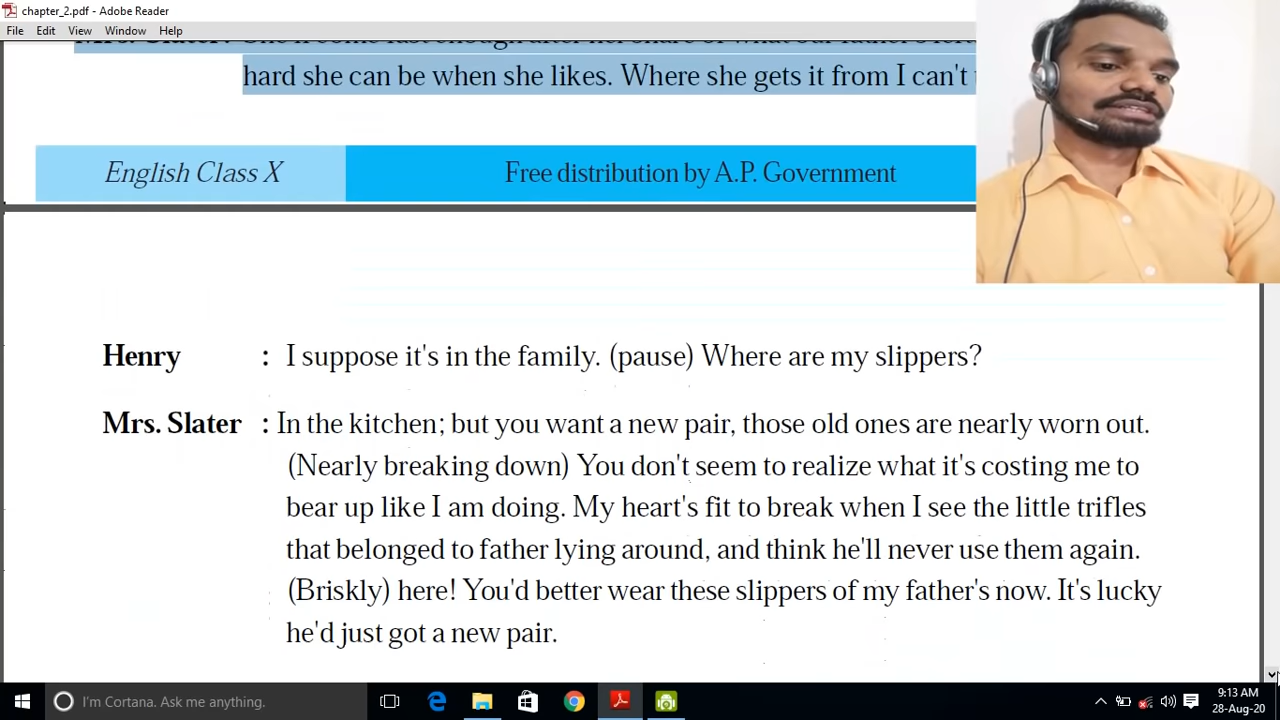 chapter_2.pdf - Adobe Reader
File Edit View Window Help
hard she can be when she likes. Where she gets it from I can't
English Class X
Free distribution by A.P. Government
Henry : I suppose it's in the family. (pause) Where are my slippers?
Mrs. Slater : In the kitchen; but you want a new pair, those old ones are nearly worn out.
(Nearly breaking down) You don't seem to realize what it's costing me to
bear up like I am doing. My heart's fit to break when I see the little trifles
that belonged to father lying around, and think he'll never use them again.
(Briskly) here! You'd better wear these slippers of my father's now. It's lucky
he'd just got a new pair.
I'm Cortana. Ask me anything.
9:13 AM
28-Aug-20